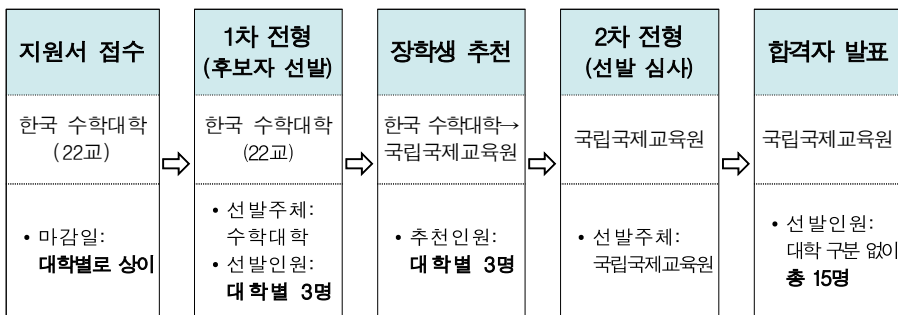 지원서 접수
한국 수학대학
(22교)
• 마감일:
대학별로 상이
⇨
1차 전형
(후보자 선발)
한국 수학대학
(22교)
• 선발주체:
수학대학
• 선발인원:
대학별 3명
⇨
장학생 추천
한국 수학대학→
국립국제교육원
• 추천인원:
대학별 3명
⇨
2차 전형
(선발 심사)
국립국제교육원
• 선발주체:
국립국제교육원
⇨
합격자 발표
국립국제교육원
• 선발인원:
대학 구분 없이
총 15명